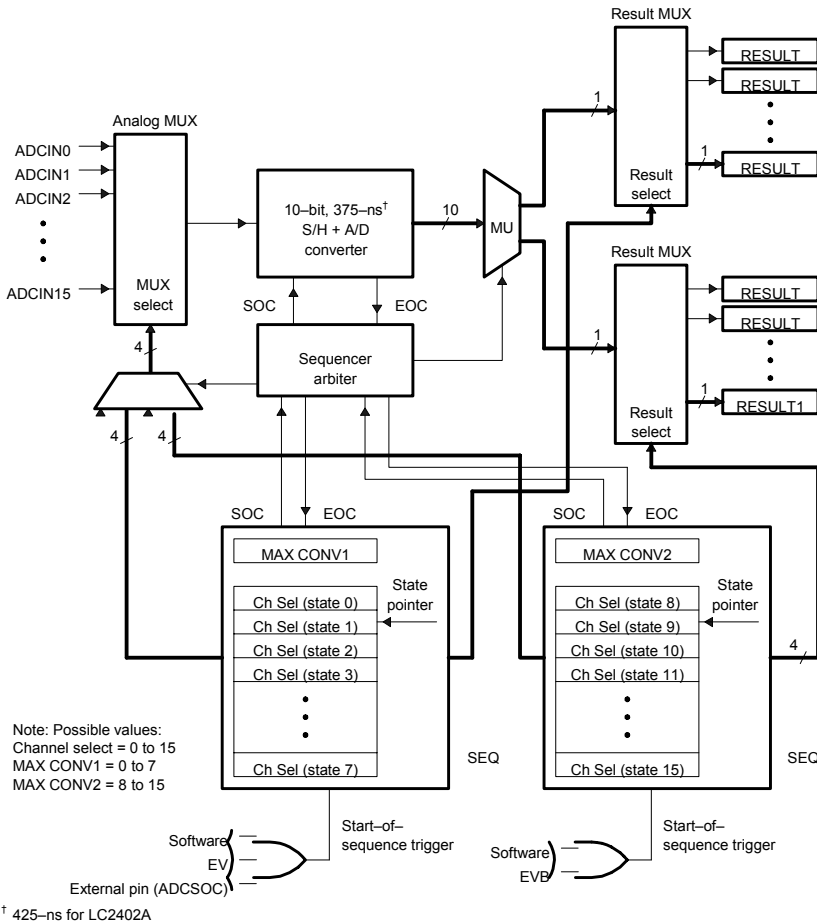 Result MUX
RESULT
RESULT
RESULT
1
1
Result
select
Analog MUX
ADCIN0
ADCIN1
ADCIN2
ADCIN15
MUX
select
10–bit, 375–ns†
S/H + A/D
converter
10
MU
SOC
EOC
Sequencer
arbiter
4
4
4
Result MUX
RESULT
RESULT
RESULT1
1
1
Result
select
SOC
EOC
MAX CONV1
Ch Sel (state 0)
Ch Sel (state 1)
Ch Sel (state 2)
Ch Sel (state 3)
Ch Sel (state 7)
State
pointer
SEQ
SOC
EOC
MAX CONV2
Ch Sel (state 8)
Ch Sel (state 9)
Ch Sel (state 10)
Ch Sel (state 11)
Ch Sel (state 15)
State
pointer
4
SEQ
Note: Possible values:
Channel select = 0 to 15
MAX CONV1 = 0 to 7
MAX CONV2 = 8 to 15
Software
EV
External pin (ADCSOC)
Start–of–
sequence trigger
Software
EVB
Start–of–
sequence trigger
† 425–ns for LC2402A